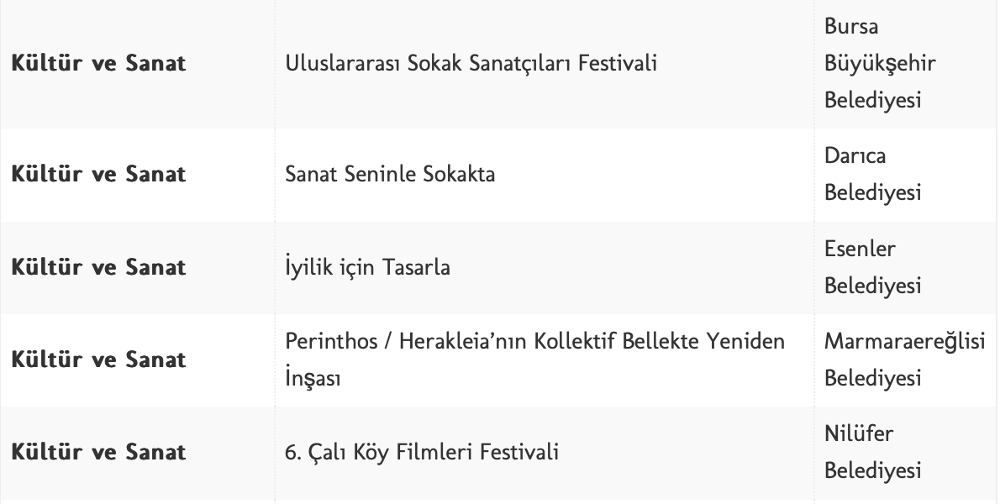 Kültür ve Sanat
Uluslararası Sokak Sanatçıları Festivali
Bursa
Büyükşehir
Belediyesi
Kültür ve Sanat
Sanat Seninle Sokakta
Darıca
Belediyesi
Kültür ve Sanat
İyilik için Tasarla
Esenler
Belediyesi
Kültür ve Sanat
Perinthos / Herakleia’nın Kollektif Bellekte Yeniden
İnşası
Marmaraereğlisi
Belediyesi
Kültür ve Sanat
6. Çalı Köy Filmleri Festivali
Nilüfer
Belediyesi